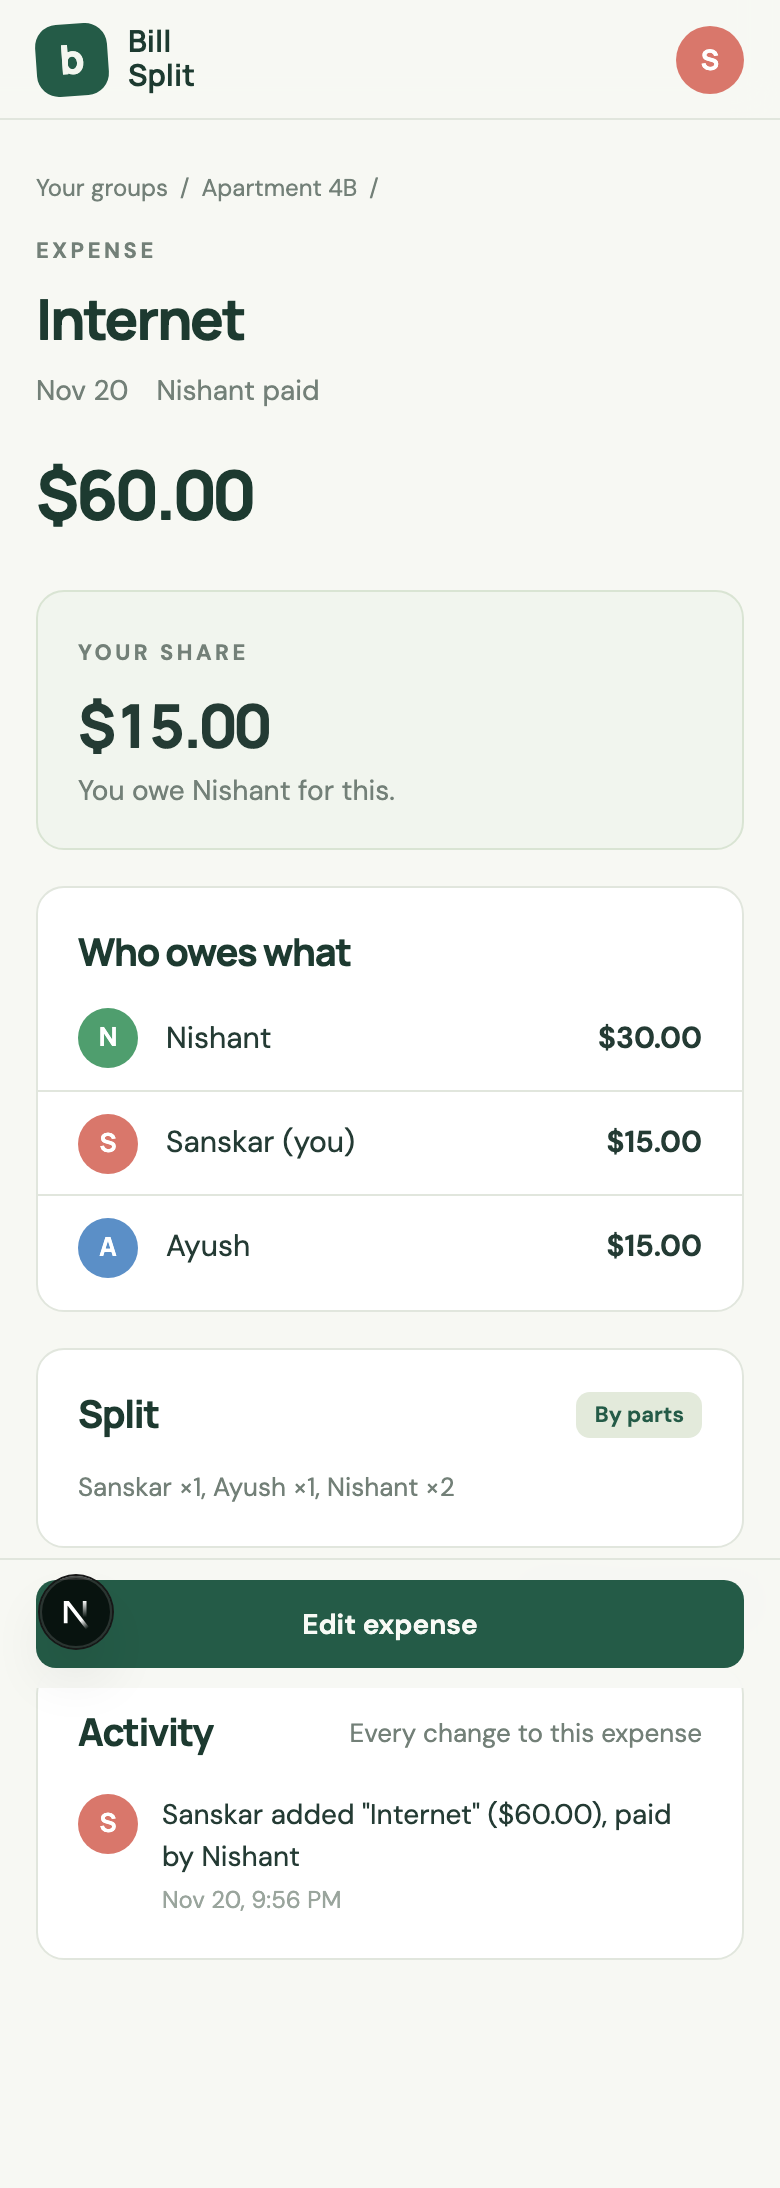 b
Bill
Split
S
Your groups / Apartment 4B /
EXPENSE
Internet
Nov 20 Nishant paid
$60.00
YOUR SHARE
$15.00
You owe Nishant for this.
Who owes what
N Nishant $30.00
S Sanskar (you) $15.00
A Ayush $15.00
Split By parts
Sanskar ×1, Ayush ×1, Nishant ×2
N Edit expense
Activity Every change to this expense
S Sanskar added "Internet" ($60.00), paid
by Nishant
Nov 20, 9:56 PM